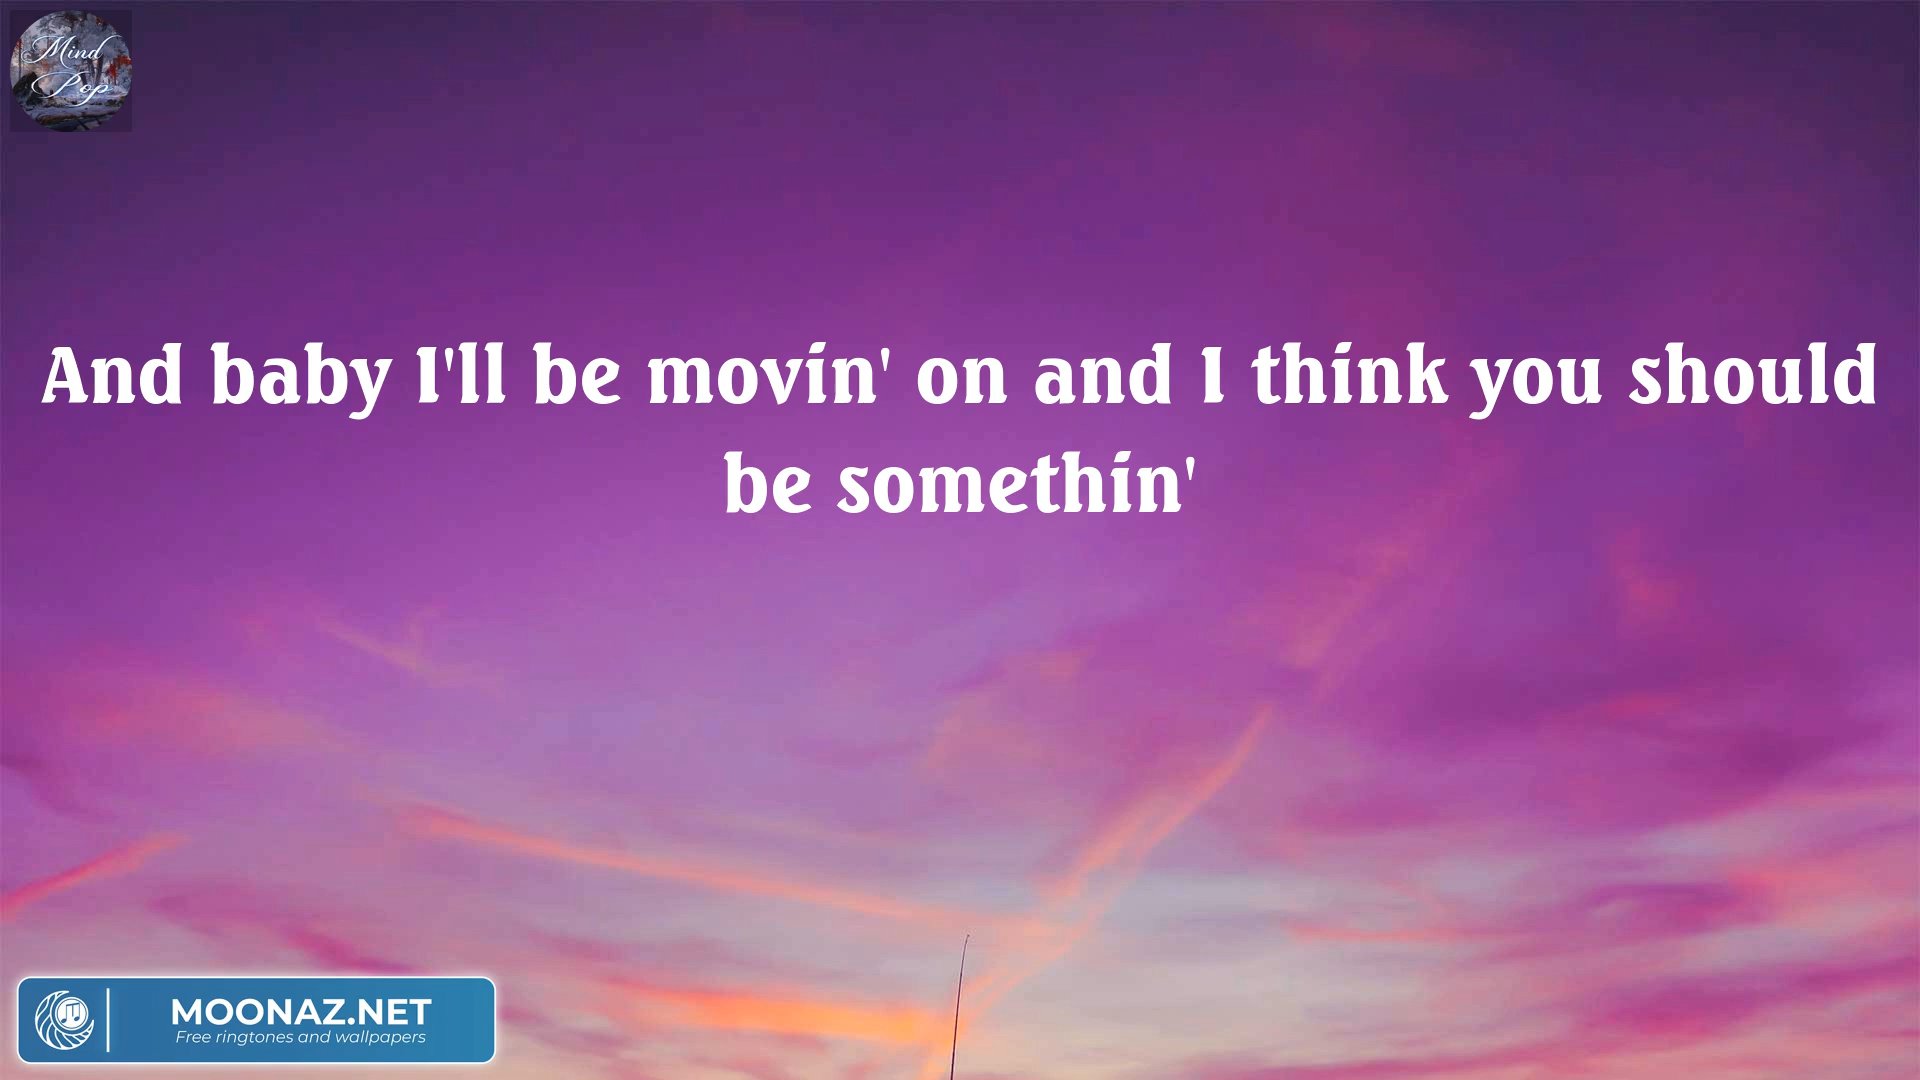 Mind
Pop
And baby I'll be movin' on and I think you should
be somethin'
MOONAZ.NET
Free ringtones and wallpapers